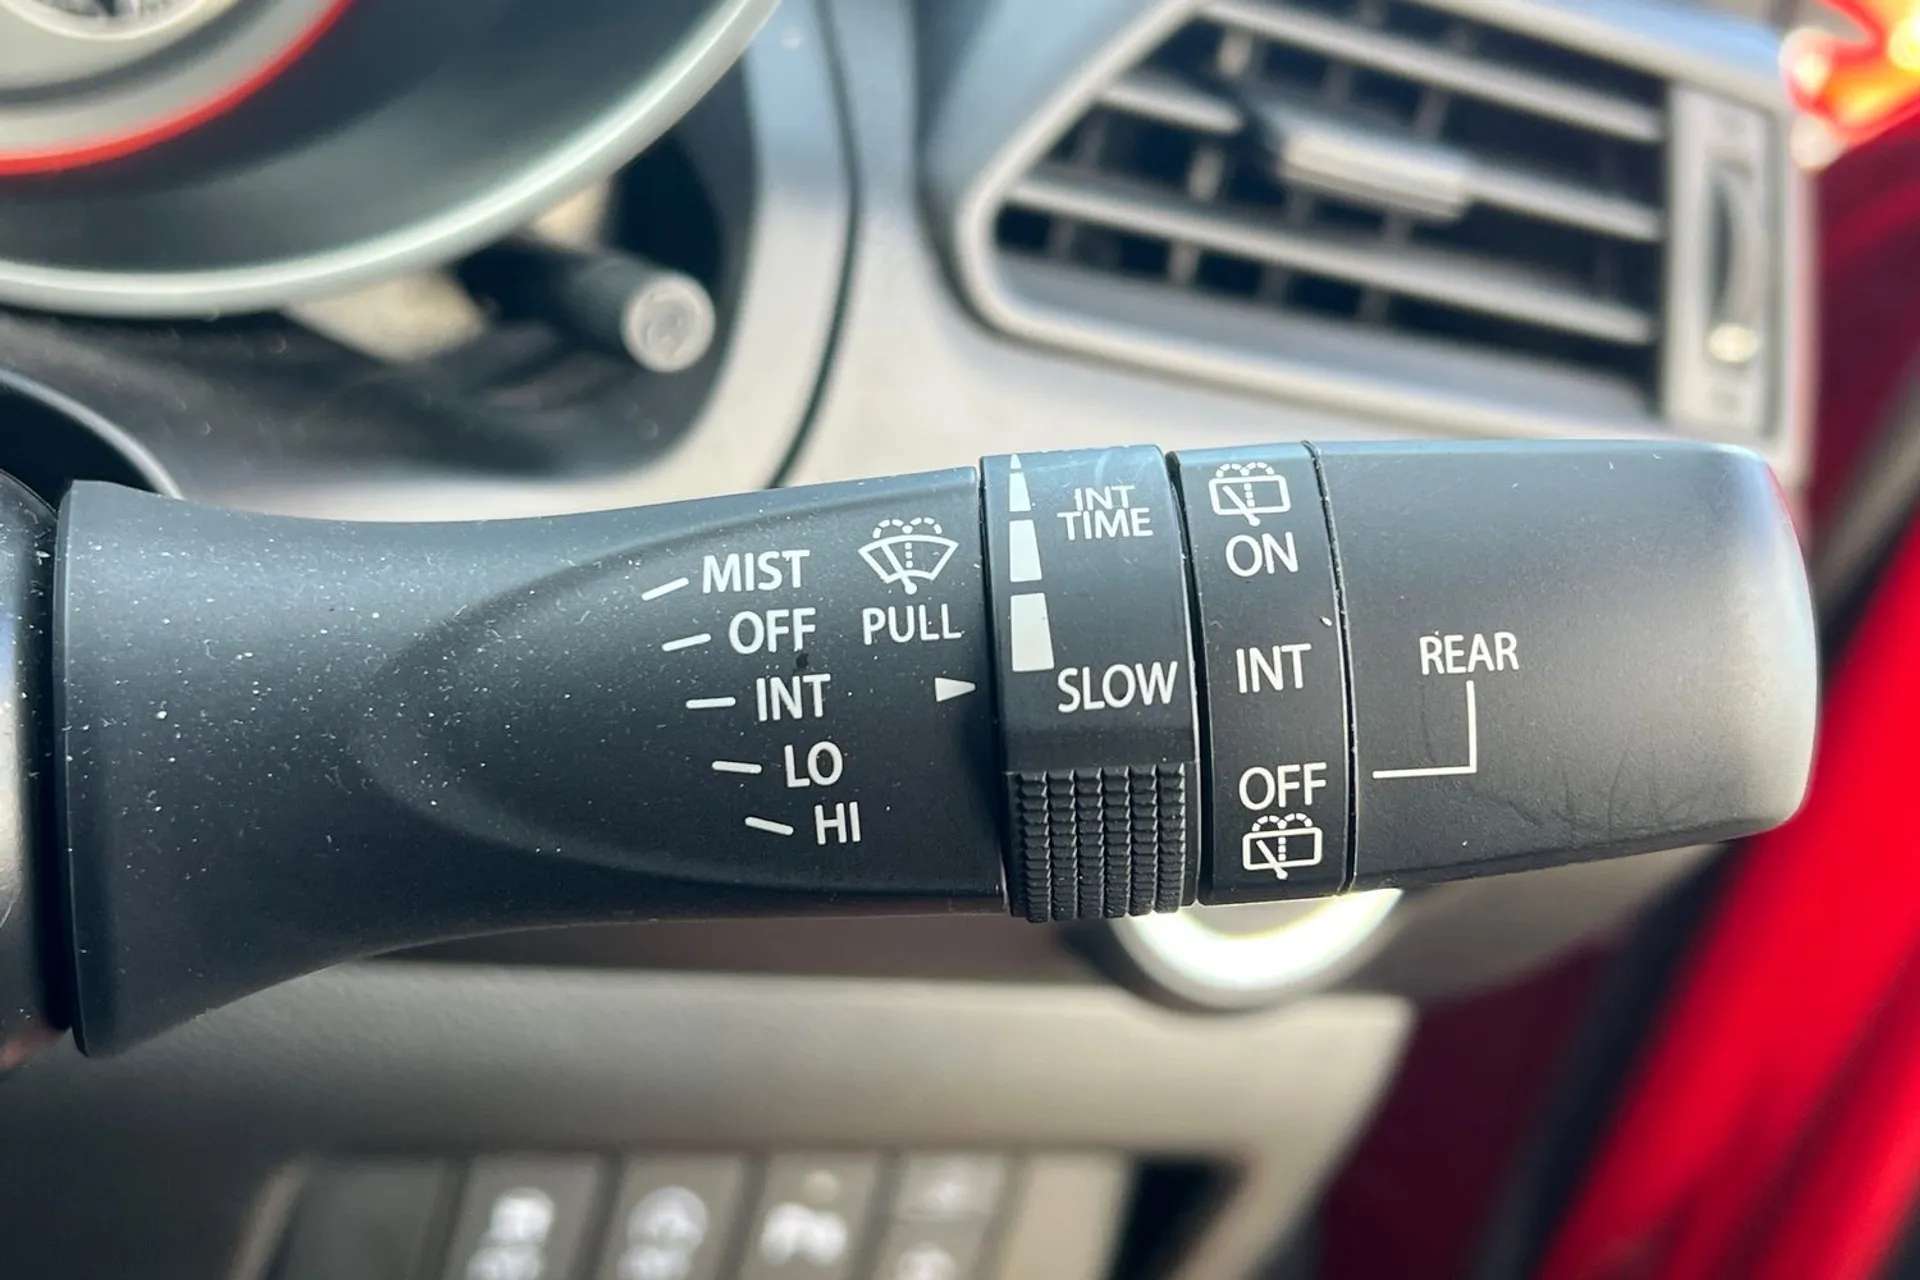 MIST
OFF
INT
LO
HI
PULL
INT
TIME
SLOW
ON
INT
OFF
REAR